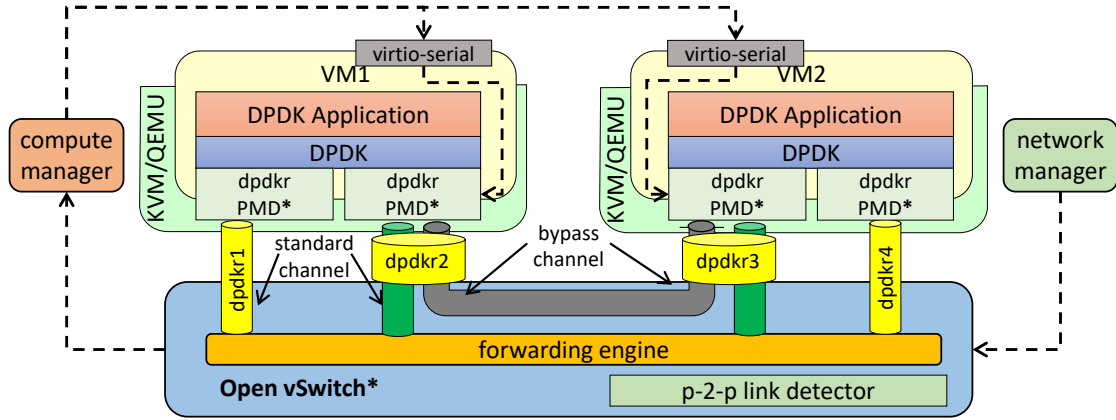 virtio-serial
virtio-serial
VM1
VM2
KVM/QEMU
DPDK Application
DPDK
dpdkr
PMD*
dpdkr
PMD*
KVM/QEMU
DPDK Application
DPDK
dpdkr
PMD*
dpdkr
PMD*
compute
manager
network
manager
standard
channel
bypass
channel
dpdkr1
dpdkr2
dpdkr3
dpdkr4
forwarding engine
Open vSwitch*
p-2-p link detector